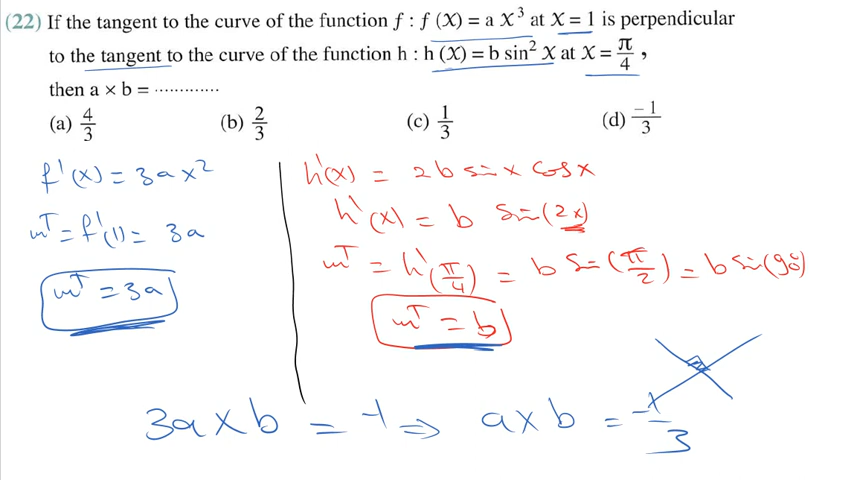 (22) If the tangent to the curve of the function f : f (X) = a X³ at X = 1 is perpendicular
to the tangent to the curve of the function h : h (X) = b sin² X at X = π/4 ,
then a × b = ·············
(a) 4/3 (b) 2/3 (c) 1/3 (d) -1/3
f'(x) = 3ax²
mT = f'(1) = 3a
mT = 3a
h'(x) = 2b sinx cosx
h'(x) = b sin(2x)
mT = h'(π/4) = b sin(π/2) = b sin(90°)
mT = b
3a × b = -1 ⇒ a × b = -1/3